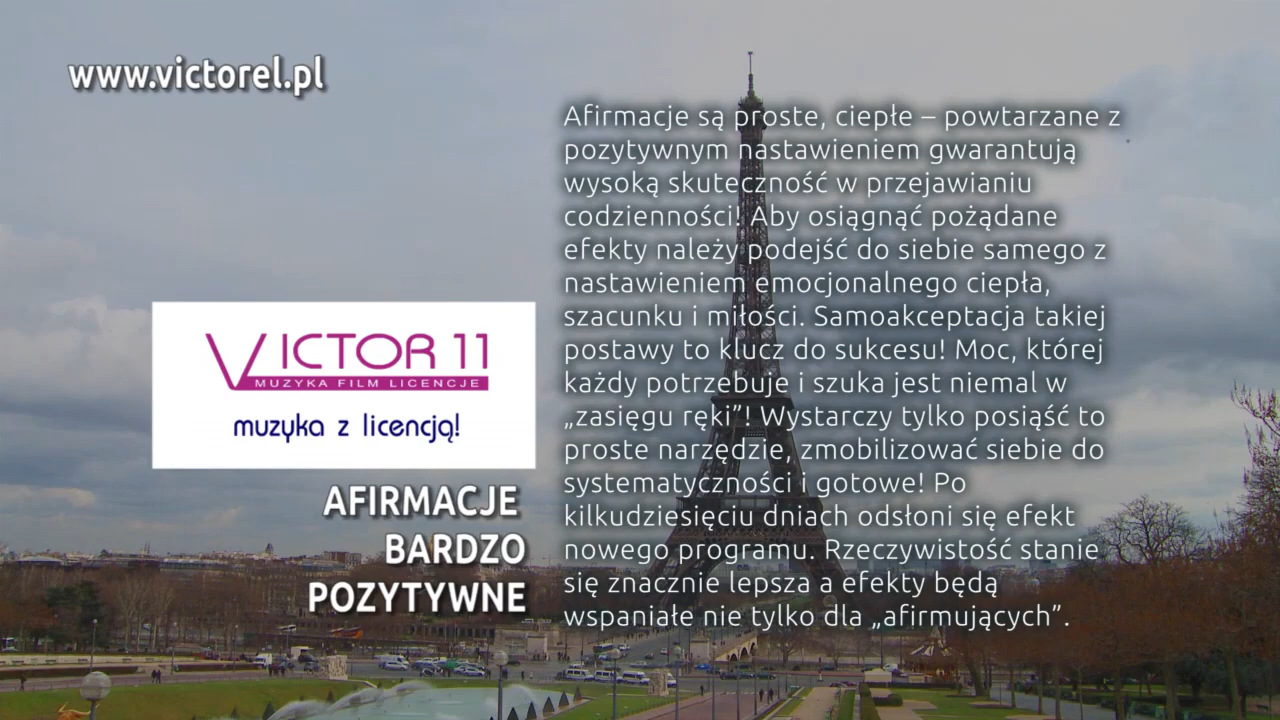 www.victorel.pl
Afirmacje są proste, ciepłe – powtarzane z
pozytywnym nastawieniem gwarantują
wysoką skuteczność w przejawianiu
codzienności! Aby osiągnąć pożądane
efekty należy podejść do siebie samego z
nastawieniem emocjonalnego ciepła,
szacunku i miłości. Samoakceptacja takiej
postawy to klucz do sukcesu! Moc, której
każdy potrzebuje i szuka jest niemal w
„zasięgu ręki”! Wystarczy tylko posiąść to
proste narzędzie, zmobilizować siebie do
systematyczności i gotowe! Po
kilkudziesięciu dniach odsłoni się efekt
nowego programu. Rzeczywistość stanie
się znacznie lepsza a efekty będą
wspaniałe nie tylko dla „afirmujących”.
VICTOR 11
MUZYKA FILM LICENCJE
muzyka z licencją!
AFIRMACJE
BARDZO
POZYTYWNE